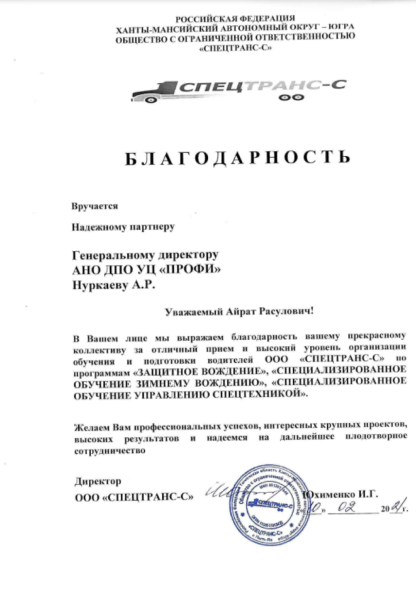 РОССИЙСКАЯ ФЕДЕРАЦИЯ
ХАНТЫ-МАНСИЙСКИЙ АВТОНОМНЫЙ ОКРУГ – ЮГРА
ОБЩЕСТВО С ОГРАНИЧЕННОЙ ОТВЕТСТВЕННОСТЬЮ
«СПЕЦТРАНС-С»
СПЕЦТРАНС-С
БЛАГОДАРНОСТЬ
Вручается
Надежному партнеру
Генеральному директору
АНО ДПО УЦ «ПРОФИ»
Нуркаеву А.Р.
Уважаемый Айрат Расулович!
В Вашем лице мы выражаем благодарность вашему прекрасному
коллективу за отличный прием и высокий уровень организации
обучения и подготовки водителей ООО «СПЕЦТРАНС-С» по
программам «ЗАЩИТНОЕ ВОЖДЕНИЕ», «СПЕЦИАЛИЗИРОВАННОЕ
ОБУЧЕНИЕ ЗИМНЕМУ ВОЖДЕНИЮ», «СПЕЦИАЛИЗИРОВАННОЕ
ОБУЧЕНИЕ УПРАВЛЕНИЮ СПЕЦТЕХНИКОЙ».
Желаем Вам профессиональных успехов, интересных крупных проектов,
высоких результатов и надеемся на дальнейшее плодотворное
сотрудничество
Директор
ООО «СПЕЦТРАНС-С» Юхименко И.Г.
02 2021г.
СПЕЦТРАНС-С
«СПЕЦТРАНС-С»